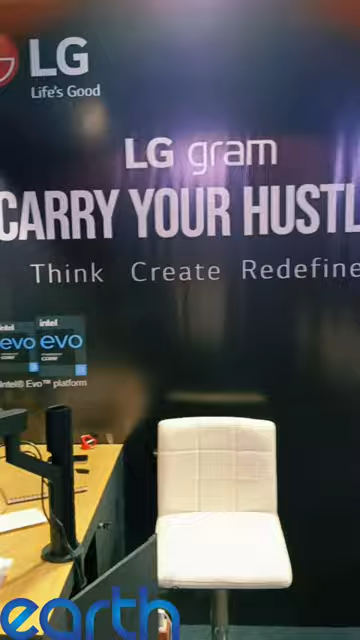 LG
Life's Good
LG gram
CARRY YOUR HUSTL
Think Create Redefine
intel intel
evo evo
CORE
Intel® Evo™ platform
earth